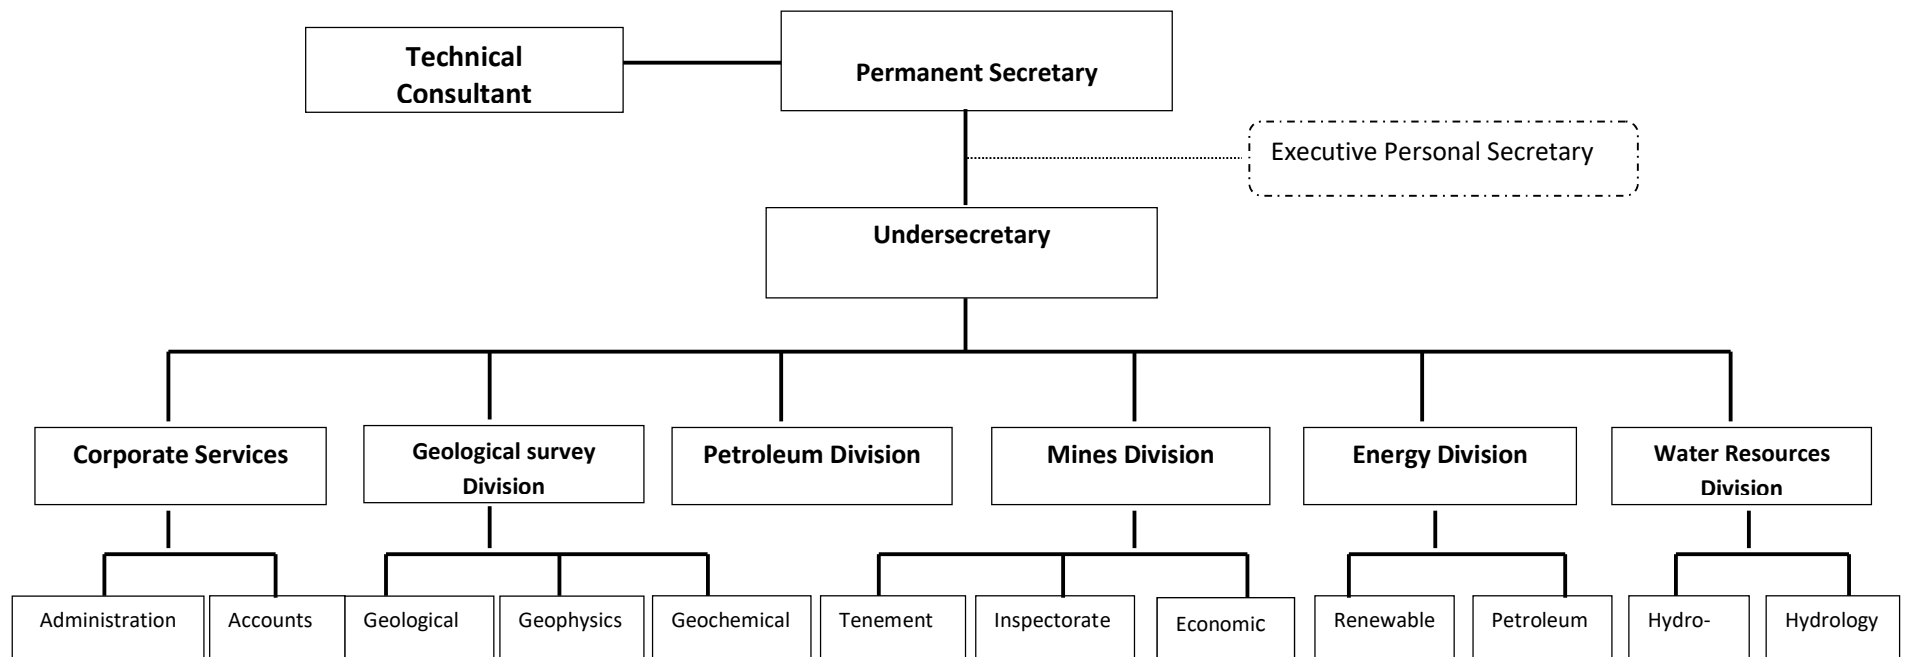 Technical
Consultant
Permanent Secretary
Executive Personal Secretary
Undersecretary
Corporate Services
Geological survey
Division
Petroleum Division
Mines Division
Energy Division
Water Resources
Division
Administration
Accounts
Geological
Geophysics
Geochemical
Tenement
Inspectorate
Economic
Renewable
Petroleum
Hydro-
Hydrology